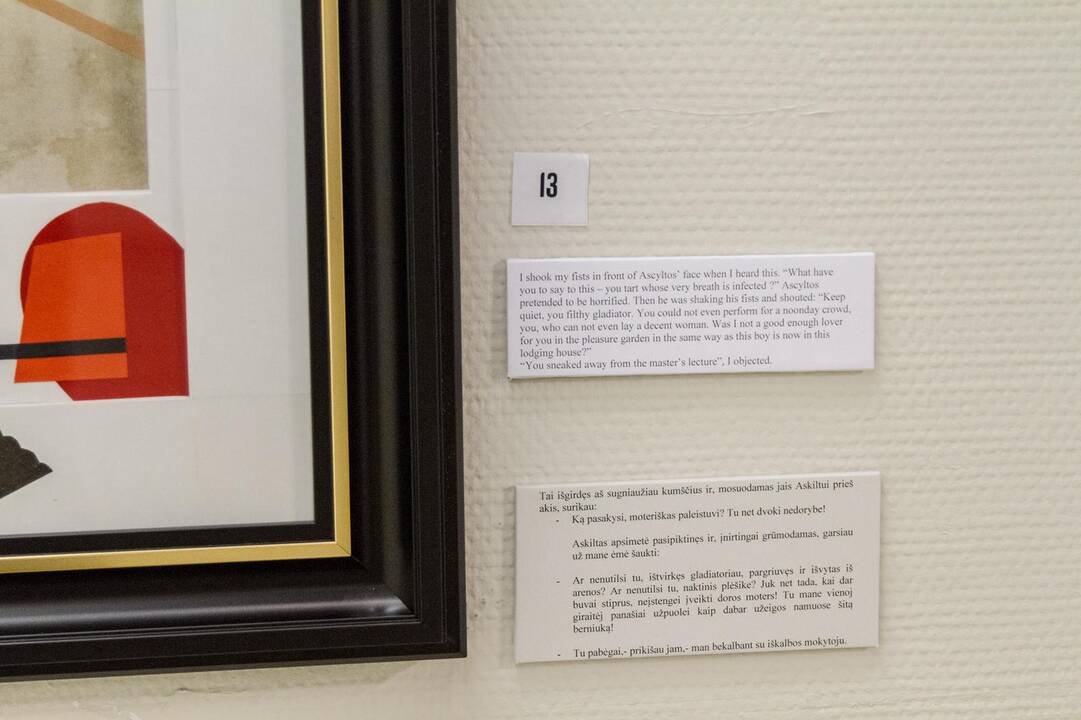 13
I shook my fists in front of Ascyltos’ face when I heard this. “What have
you to say to this – you tart whose very breath is infected ?” Ascyltos
pretended to be horrified. Then he was shaking his fists and shouted: “Keep
quiet, you filthy gladiator. You could not even perform for a noonday crowd,
you, who can not even lay a decent woman. Was I not a good enough lover
for you in the pleasure garden in the same way as this boy is now in this
lodging house?”
“You sneaked away from the master’s lecture”, I objected.
Tai išgirdęs aš sugniaužiau kumščius ir, mosuodamas jais Askiltui prieš
akis, surikau:
- Ką pasakysi, moteriškas paleistuvi? Tu net dvoki nedorybe!
Askiltas apsimetė pasipiktinęs ir, įnirtingai grūmodamas, garsiau
už mane ėmė šaukti:
- Ar nenutilsi tu, ištvirkęs gladiatoriau, pargriuvęs ir išvytas iš
arenos? Ar nenutilsi tu, naktinis plėšike? Juk net tada, kai dar
buvai stiprus, neįstengei įveikti doros moters! Tu mane vienoj
giraitėj panašiai užpuolei kaip dabar užeigos namuose šitą
berniuką!
- Tu pabėgai,- prikišau jam,- man bekalbant su iškalbos mokytoju.